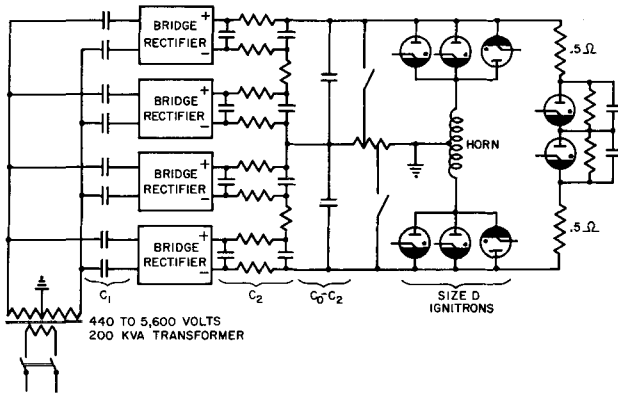 BRIDGE
RECTIFIER
+
−
BRIDGE
RECTIFIER
+
−
BRIDGE
RECTIFIER
+
−
BRIDGE
RECTIFIER
+
−
.5 Ω
HORN
.5 Ω
C₁
C₂
C₀-C₂
SIZE D
IGNITRONS
440 TO 5,600 VOLTS
200 KVA TRANSFORMER